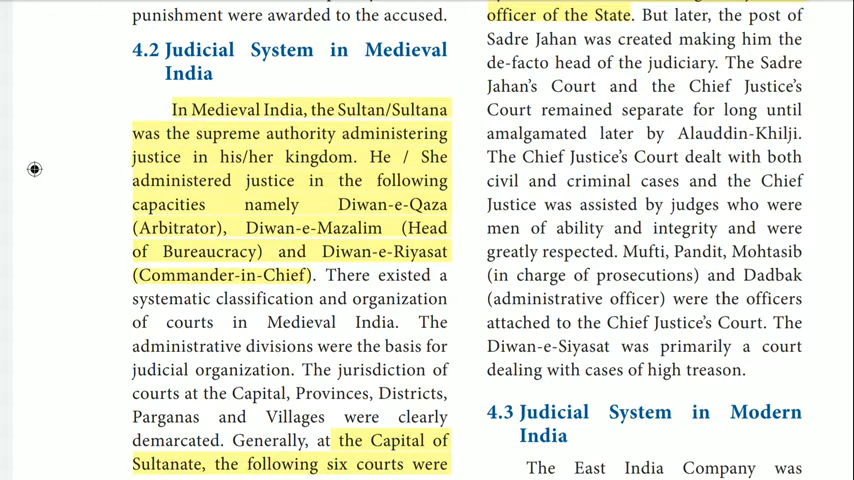 punishment were awarded to the accused.
4.2 Judicial System in Medieval
India
In Medieval India, the Sultan/Sultana
was the supreme authority administering
justice in his/her kingdom. He / She
administered justice in the following
capacities namely Diwan-e-Qaza
(Arbitrator), Diwan-e-Mazalim (Head
of Bureaucracy) and Diwan-e-Riyasat
(Commander-in-Chief). There existed a
systematic classification and organization
of courts in Medieval India. The
administrative divisions were the basis for
judicial organization. The jurisdiction of
courts at the Capital, Provinces, Districts,
Parganas and Villages were clearly
demarcated. Generally, at the Capital of
Sultanate, the following six courts were
officer of the State. But later, the post of
Sadre Jahan was created making him the
de-facto head of the judiciary. The Sadre
Jahan's Court and the Chief Justice's
Court remained separate for long until
amalgamated later by Alauddin-Khilji.
The Chief Justice's Court dealt with both
civil and criminal cases and the Chief
Justice was assisted by judges who were
men of ability and integrity and were
greatly respected. Mufti, Pandit, Mohtasib
(in charge of prosecutions) and Dadbak
(administrative officer) were the officers
attached to the Chief Justice's Court. The
Diwan-e-Siyasat was primarily a court
dealing with cases of high treason.
4.3 Judicial System in Modern
India
The East India Company was